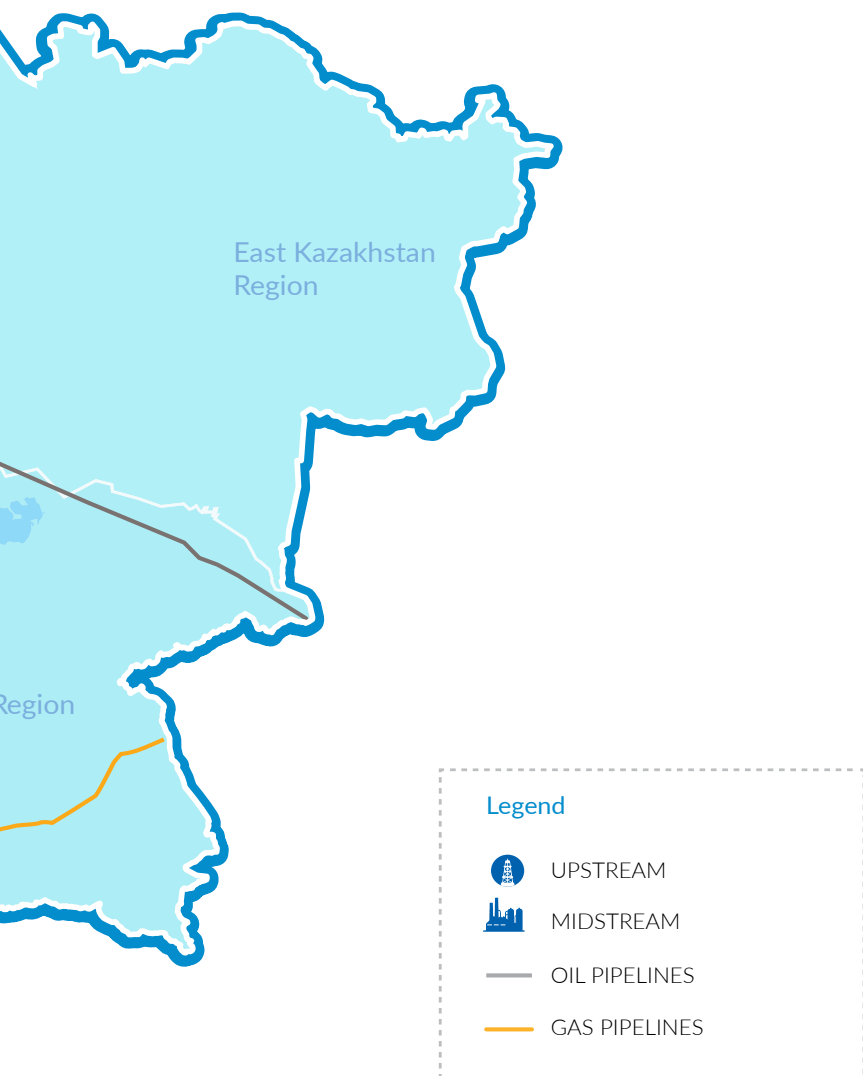 East Kazakhstan
Region
Region
Legend
UPSTREAM
MIDSTREAM
OIL PIPELINES
GAS PIPELINES